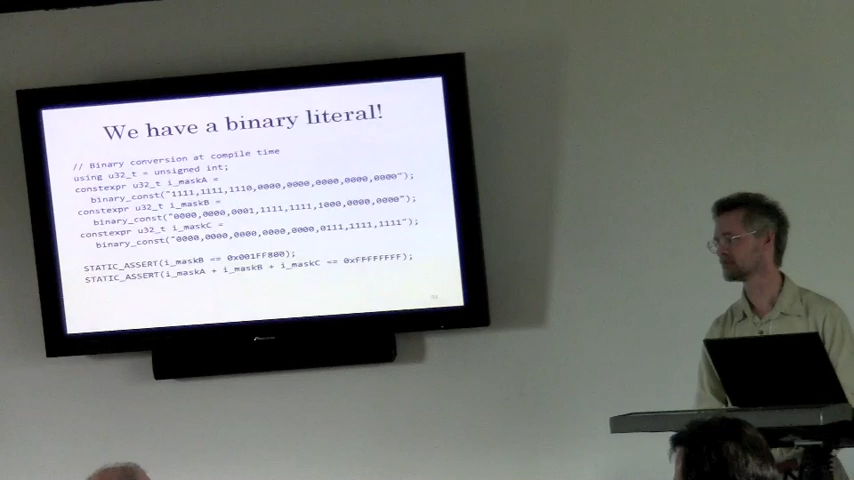 We have a binary literal!
// Binary conversion at compile time
using u32_t = unsigned int;
constexpr u32_t i_maskA =
binary_const("1111,1111,1110,0000,0000,0000,0000,0000");
constexpr u32_t i_maskB =
binary_const("0000,0000,0001,1111,1111,1000,0000,0000");
constexpr u32_t i_maskC =
binary_const("0000,0000,0000,0000,0000,0111,1111,1111");
STATIC_ASSERT(i_maskB == 0x001FF800);
STATIC_ASSERT(i_maskA + i_maskB + i_maskC == 0xFFFFFFFF);